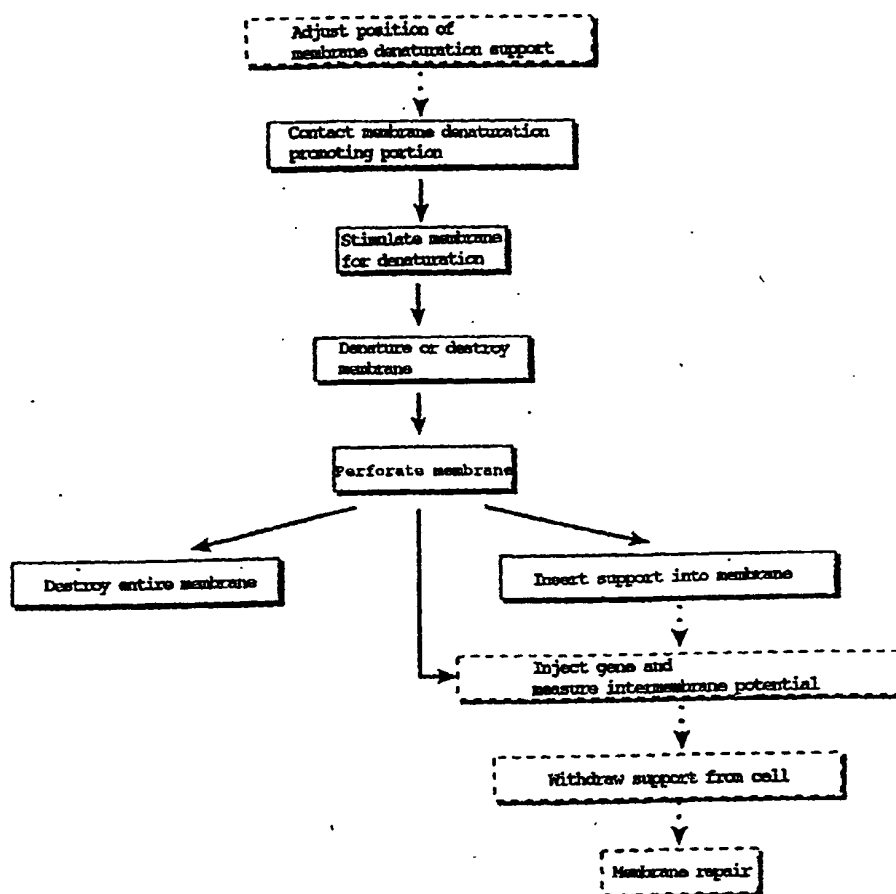 Adjust position of
membrane denaturation support
Contact membrane denaturation
promoting portion
Stimulate membrane
for denaturation
Denature or destroy
membrane
Perforate membrane
Destroy entire membrane
Insert support into membrane
Inject gene and
measure intermembrane potential
Withdraw support from cell
Membrane repair